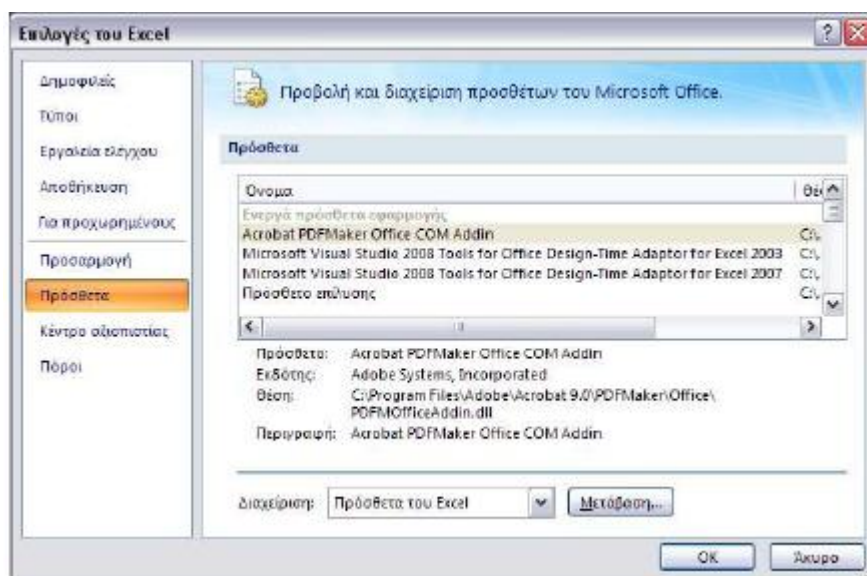 Επιλογές του Excel
Δημοφιλείς
Τύποι
Εργαλεία ελέγχου
Αποθήκευση
Για προχωρημένους
Προσαρμογή
Πρόσθετα
Κέντρο αξιοπιστίας
Πόροι
Προβολή και διαχείριση προσθέτων του Microsoft Office.
Πρόσθετα
Όνομα Θέ
Ενεργά πρόσθετα εφαρμογής
Acrobat PDFMaker Office COM Addin C:\.
Microsoft Visual Studio 2008 Tools for Office Design-Time Adaptor for Excel 2003 C:\.
Microsoft Visual Studio 2008 Tools for Office Design-Time Adaptor for Excel 2007 C:\.
Πρόσθετο επίλυσης C:\.
Πρόσθετο: Acrobat PDFMaker Office COM Addin
Εκδότης: Adobe Systems, Incorporated
Θέση: C:\Program Files\Adobe\Acrobat 9.0\PDFMaker\Office\
PDFMOfficeAddin.dll
Περιγραφή: Acrobat PDFMaker Office COM Addin
Διαχείριση: Πρόσθετα του Excel Μετάβαση...
OK Άκυρο